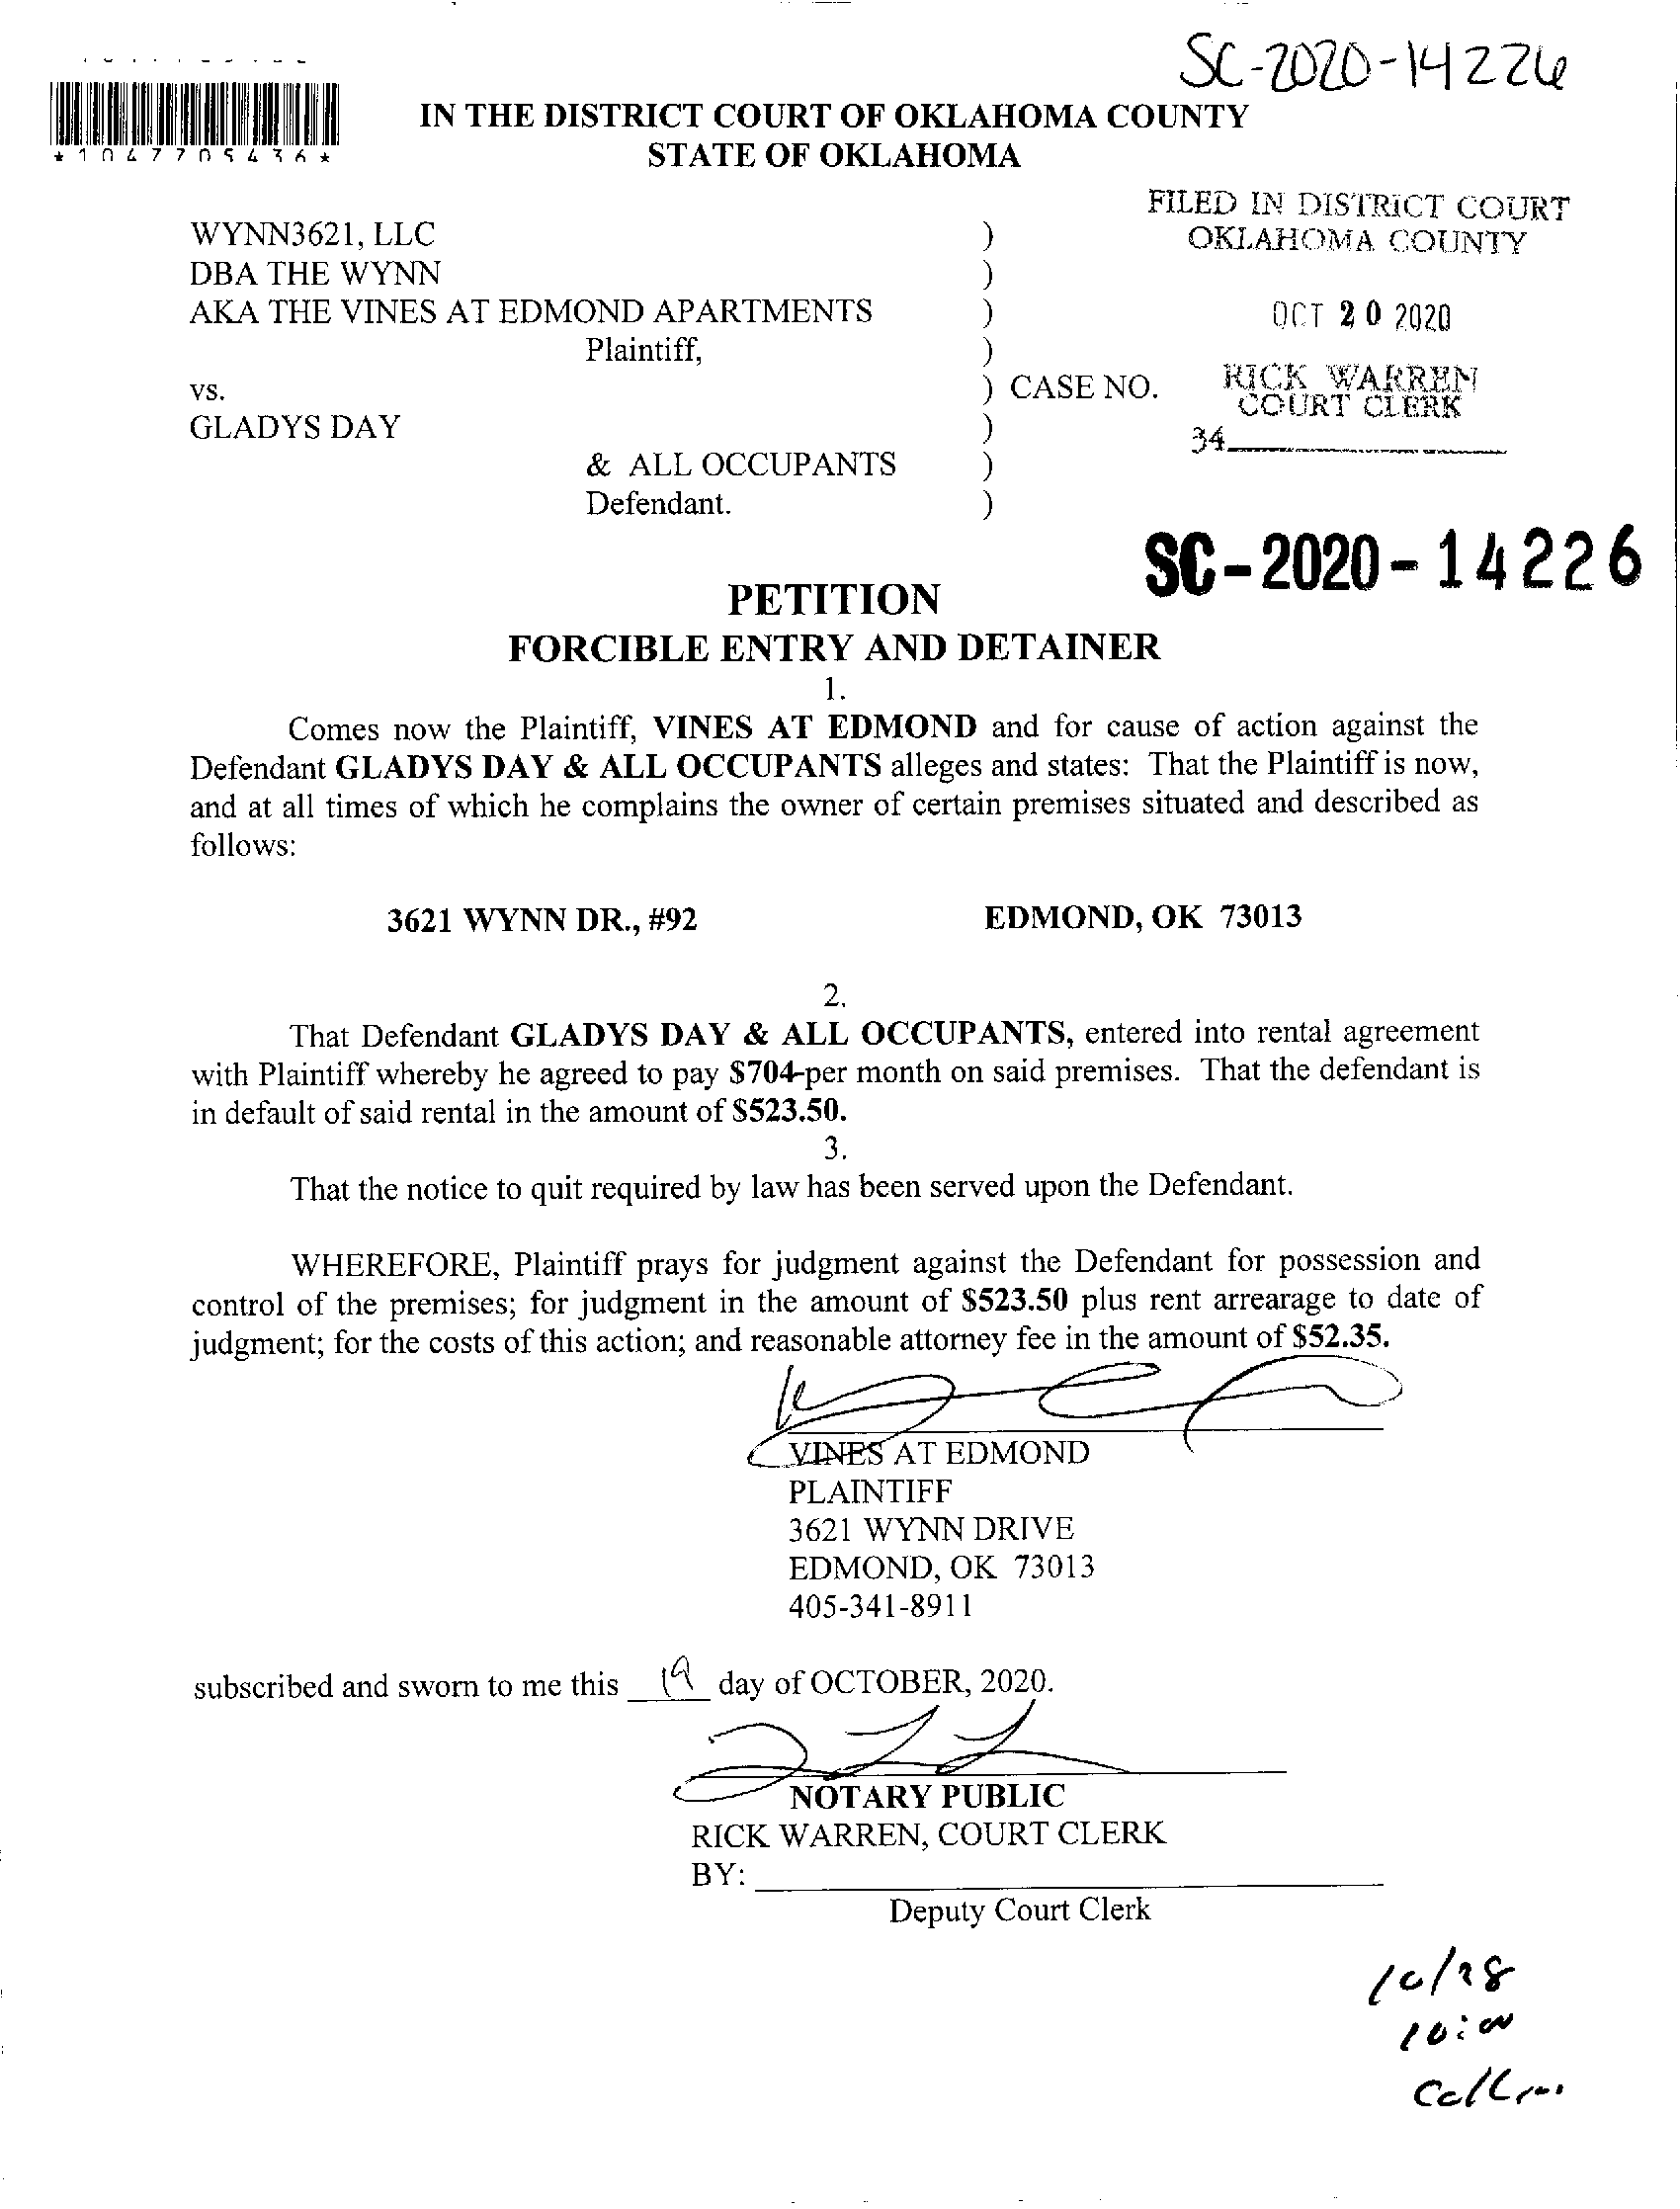 SC-2020-14226
*1047705436*
IN THE DISTRICT COURT OF OKLAHOMA COUNTY
STATE OF OKLAHOMA
FILED IN DISTRICT COURT
OKLAHOMA COUNTY
OCT 20 2020
RICK WARREN
COURT CLERK
34
WYNN3621, LLC )
DBA THE WYNN )
AKA THE VINES AT EDMOND APARTMENTS )
Plaintiff, )
vs. ) CASE NO.
GLADYS DAY )
& ALL OCCUPANTS )
Defendant. )
SC-2020-14226
PETITION
FORCIBLE ENTRY AND DETAINER
1.
Comes now the Plaintiff, VINES AT EDMOND and for cause of action against the
Defendant GLADYS DAY & ALL OCCUPANTS alleges and states: That the Plaintiff is now,
and at all times of which he complains the owner of certain premises situated and described as
follows:
3621 WYNN DR., #92 EDMOND, OK 73013
2.
That Defendant GLADYS DAY & ALL OCCUPANTS, entered into rental agreement
with Plaintiff whereby he agreed to pay $704-per month on said premises. That the defendant is
in default of said rental in the amount of $523.50.
3.
That the notice to quit required by law has been served upon the Defendant.
WHEREFORE, Plaintiff prays for judgment against the Defendant for possession and
control of the premises; for judgment in the amount of $523.50 plus rent arrearage to date of
judgment; for the costs of this action; and reasonable attorney fee in the amount of $52.35.
VINES AT EDMOND
PLAINTIFF
3621 WYNN DRIVE
EDMOND, OK 73013
405-341-8911
subscribed and sworn to me this 19 day of OCTOBER, 2020.
NOTARY PUBLIC
RICK WARREN, COURT CLERK
BY:
Deputy Court Clerk
10/28
10:00